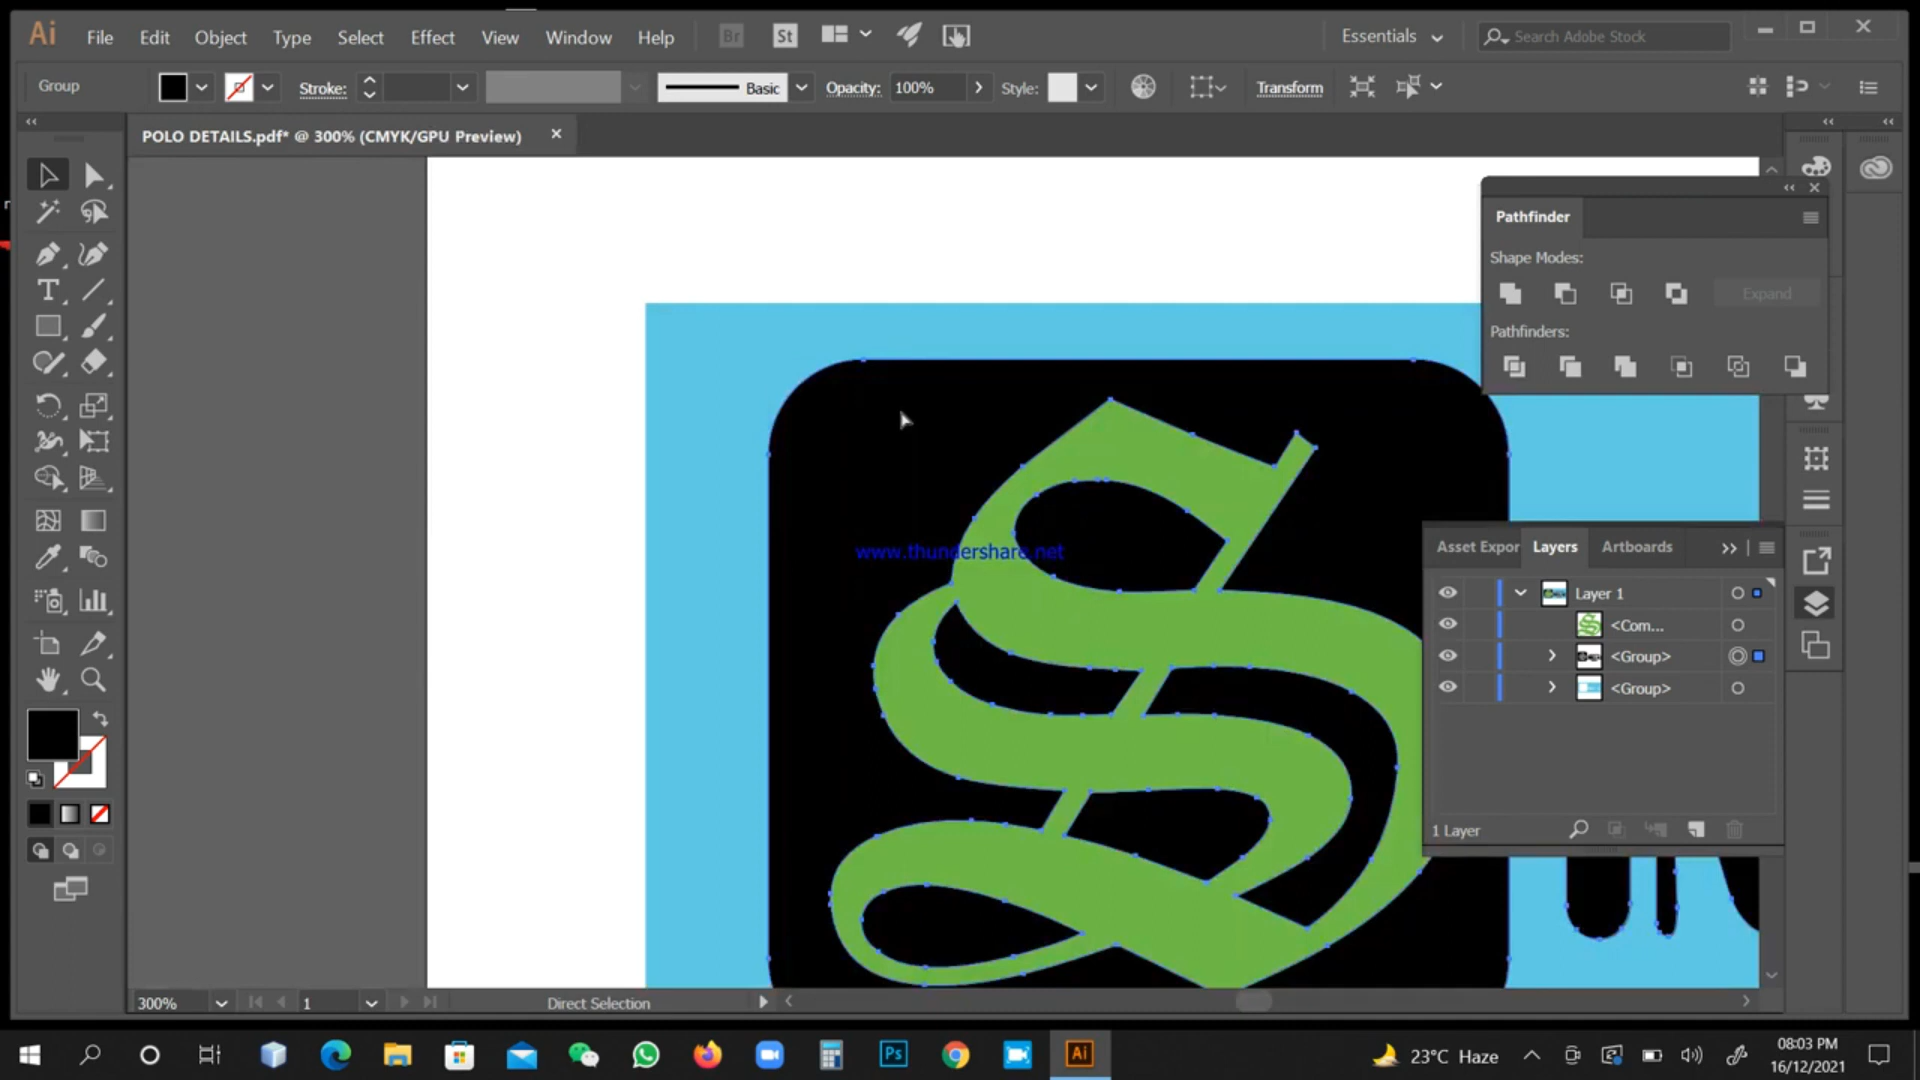 Ai File Edit Object Type Select Effect View Window Help Br St Essentials Search Adobe Stock
Group Stroke: Basic Opacity: 100% Style: Transform
POLO DETAILS.pdf* @ 300% (CMYK/GPU Preview)
Pathfinder
Shape Modes:
Expand
Pathfinders:
www.thundershare.net
Asset Expor Layers Artboards
Layer 1
<Com...
<Group>
<Group>
1 Layer
300% 1 Direct Selection
Ps Ai 23°C Haze 08:03 PM
16/12/2021